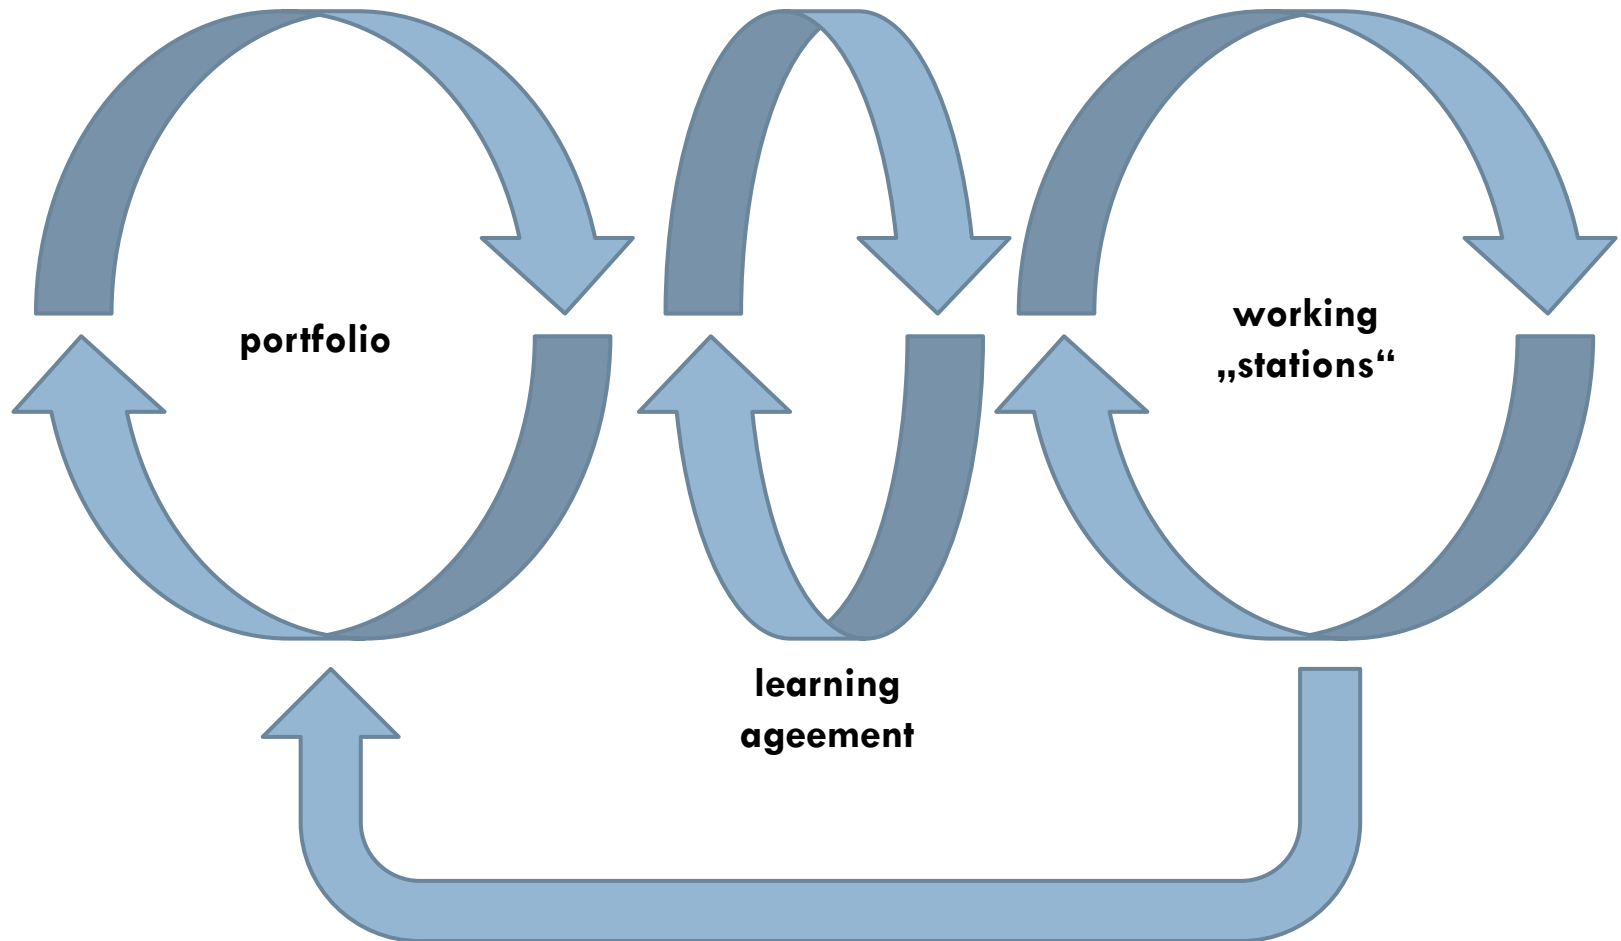 portfolio
working
„stations“
learning
ageement